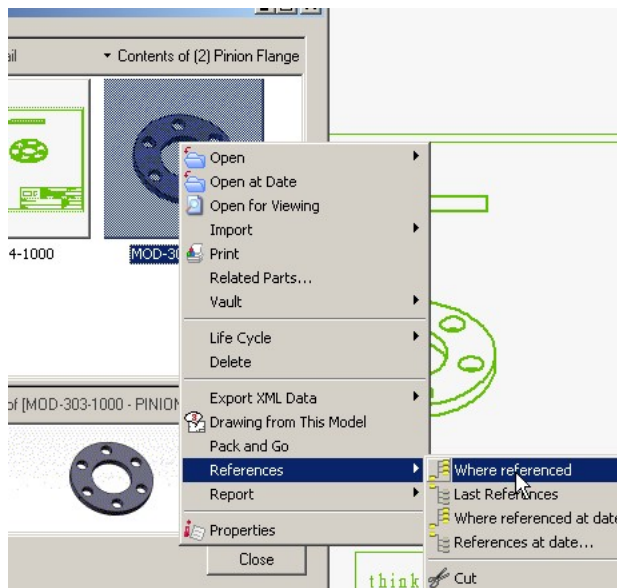 ail
Contents of (2) Pinion Flange
4-1000
MOD-30
Open
Open at Date
Open for Viewing
Import
Print
Related Parts...
Vault
Life Cycle
Delete
Export XML Data
Drawing from This Model
Pack and Go
References
Report
Properties
of [MOD-303-1000 - PINION
Close
Where referenced
Last References
Where referenced at date
References at date...
Cut
think